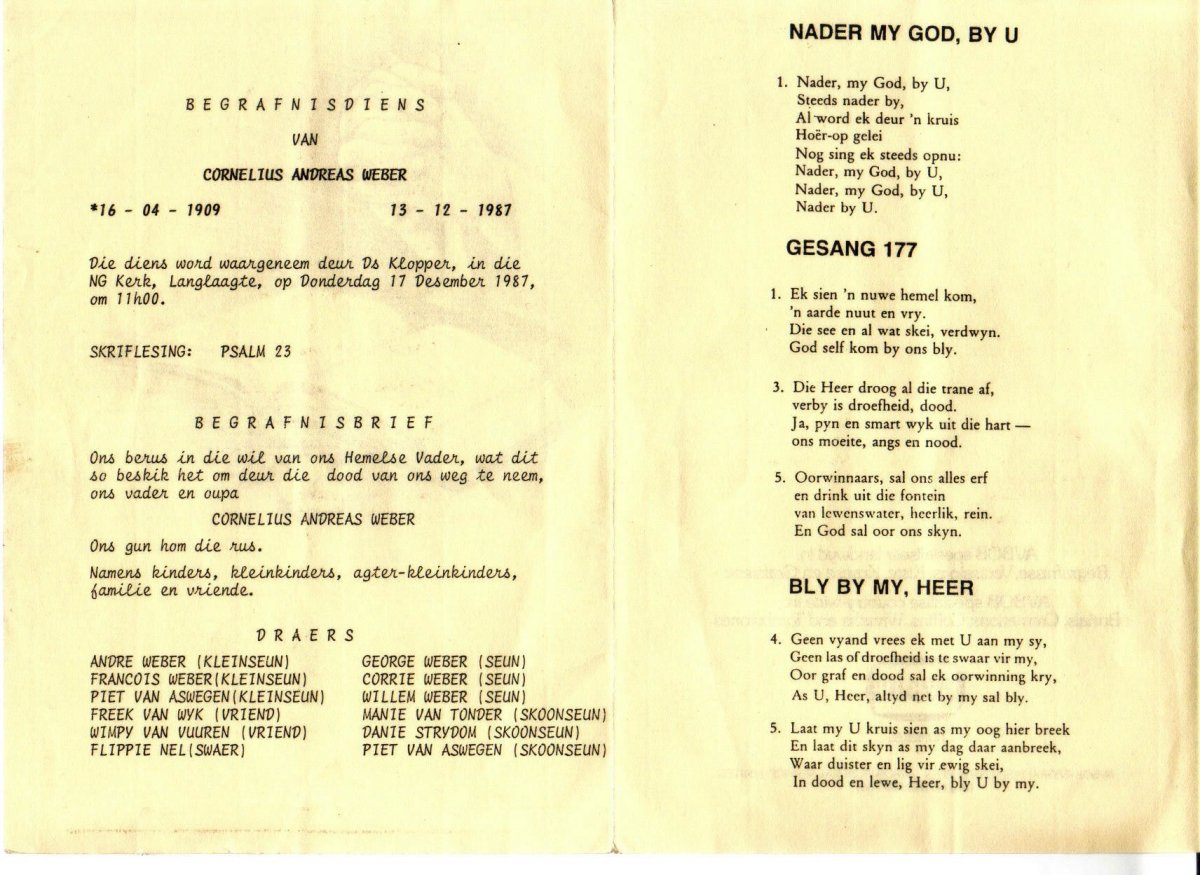 BEGRAFNISDIENS
VAN
CORNELIUS ANDREAS WEBER
*16 - 04 - 1909 13 - 12 - 1987
Die diens word waargeneem deur Ds Klopper, in die
NG Kerk, Langlaagte, op Donderdag 17 Desember 1987,
om 11h00.
SKRIFLESING: PSALM 23
BEGRAFNISBRIEF
Ons berus in die wil van ons Hemelse Vader, wat dit
so beskik het om deur die dood van ons weg te neem,
ons vader en oupa
CORNELIUS ANDREAS WEBER
Ons gun hom die rus.
Namens kinders, kleinkinders, agter-kleinkinders,
familie en vriende.
DRAERS
ANDRE WEBER (KLEINSEUN) GEORGE WEBER (SEUN)
FRANCOIS WEBER(KLEINSEUN) CORRIE WEBER (SEUN)
PIET VAN ASWEGEN(KLEINSEUN) WILLEM WEBER (SEUN)
FREEK VAN WYK (VRIEND) MANIE VAN TONDER (SKOONSEUN)
WIMPY VAN VUUREN (VRIEND) DANIE STRYDOM (SKOONSEUN)
FLIPPIE NEL(SWAER) PIET VAN ASWEGEN (SKOONSEUN)
NADER MY GOD, BY U
1. Nader, my God, by U,
Steeds nader by,
Al word ek deur 'n kruis
Hoër-op gelei
Nog sing ek steeds opnu:
Nader, my God, by U,
Nader, my God, by U,
Nader by U.
GESANG 177
1. Ek sien 'n nuwe hemel kom,
'n aarde nuut en vry.
Die see en al wat skei, verdwyn.
God self kom by ons bly.
3. Die Heer droog al die trane af,
verby is droefheid, dood.
Ja, pyn en smart wyk uit die hart —
ons moeite, angs en nood.
5. Oorwinnaars, sal ons alles erf
en drink uit die fontein
van lewenswater, heerlik, rein.
En God sal oor ons skyn.
BLY BY MY, HEER
4. Geen vyand vrees ek met U aan my sy,
Geen las of droefheid is te swaar vir my,
Oor graf en dood sal ek oorwinning kry,
As U, Heer, altyd net by my sal bly.
5. Laat my U kruis sien as my oog hier breek
En laat dit skyn as my dag daar aanbreek,
Waar duister en lig vir ewig skei,
In dood en lewe, Heer, bly U by my.